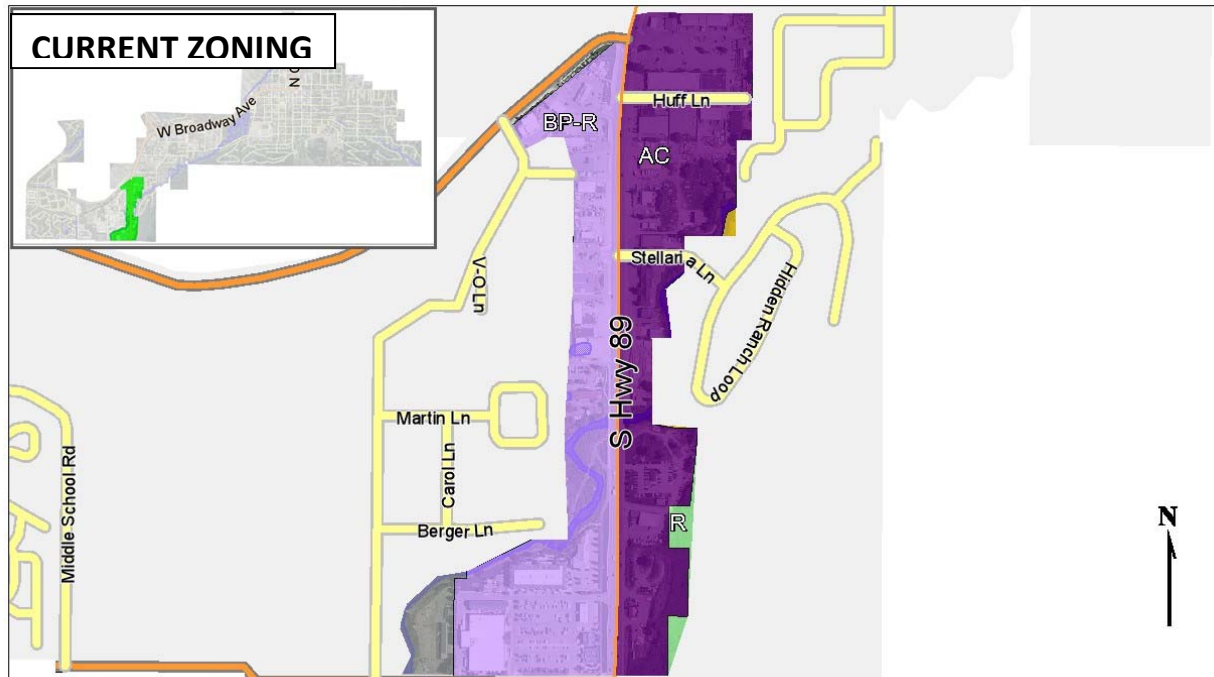 CURRENT ZONING
N
W Broadway Ave
Huff Ln
BP-R
AC
Stellaria Ln
V-O Ln
Hidden Ranch Loop
S Hwy 89
Martin Ln
Carol Ln
Middle School Rd
Berger Ln
R
N